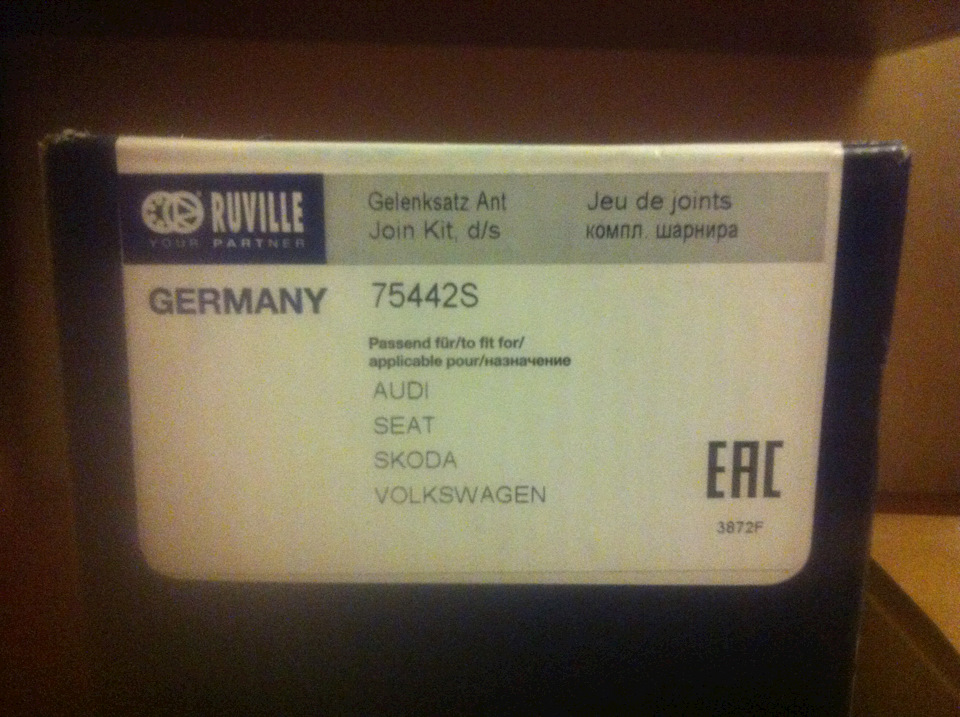 RUVILLE
YOUR PARTNER
Gelenksatz Ant
Join Kit, d/s
Jeu de joints
компл. шарнира
GERMANY
75442S
Passend für/to fit for/
applicable pour/назначение
AUDI
SEAT
SKODA
VOLKSWAGEN
EAC
3872F